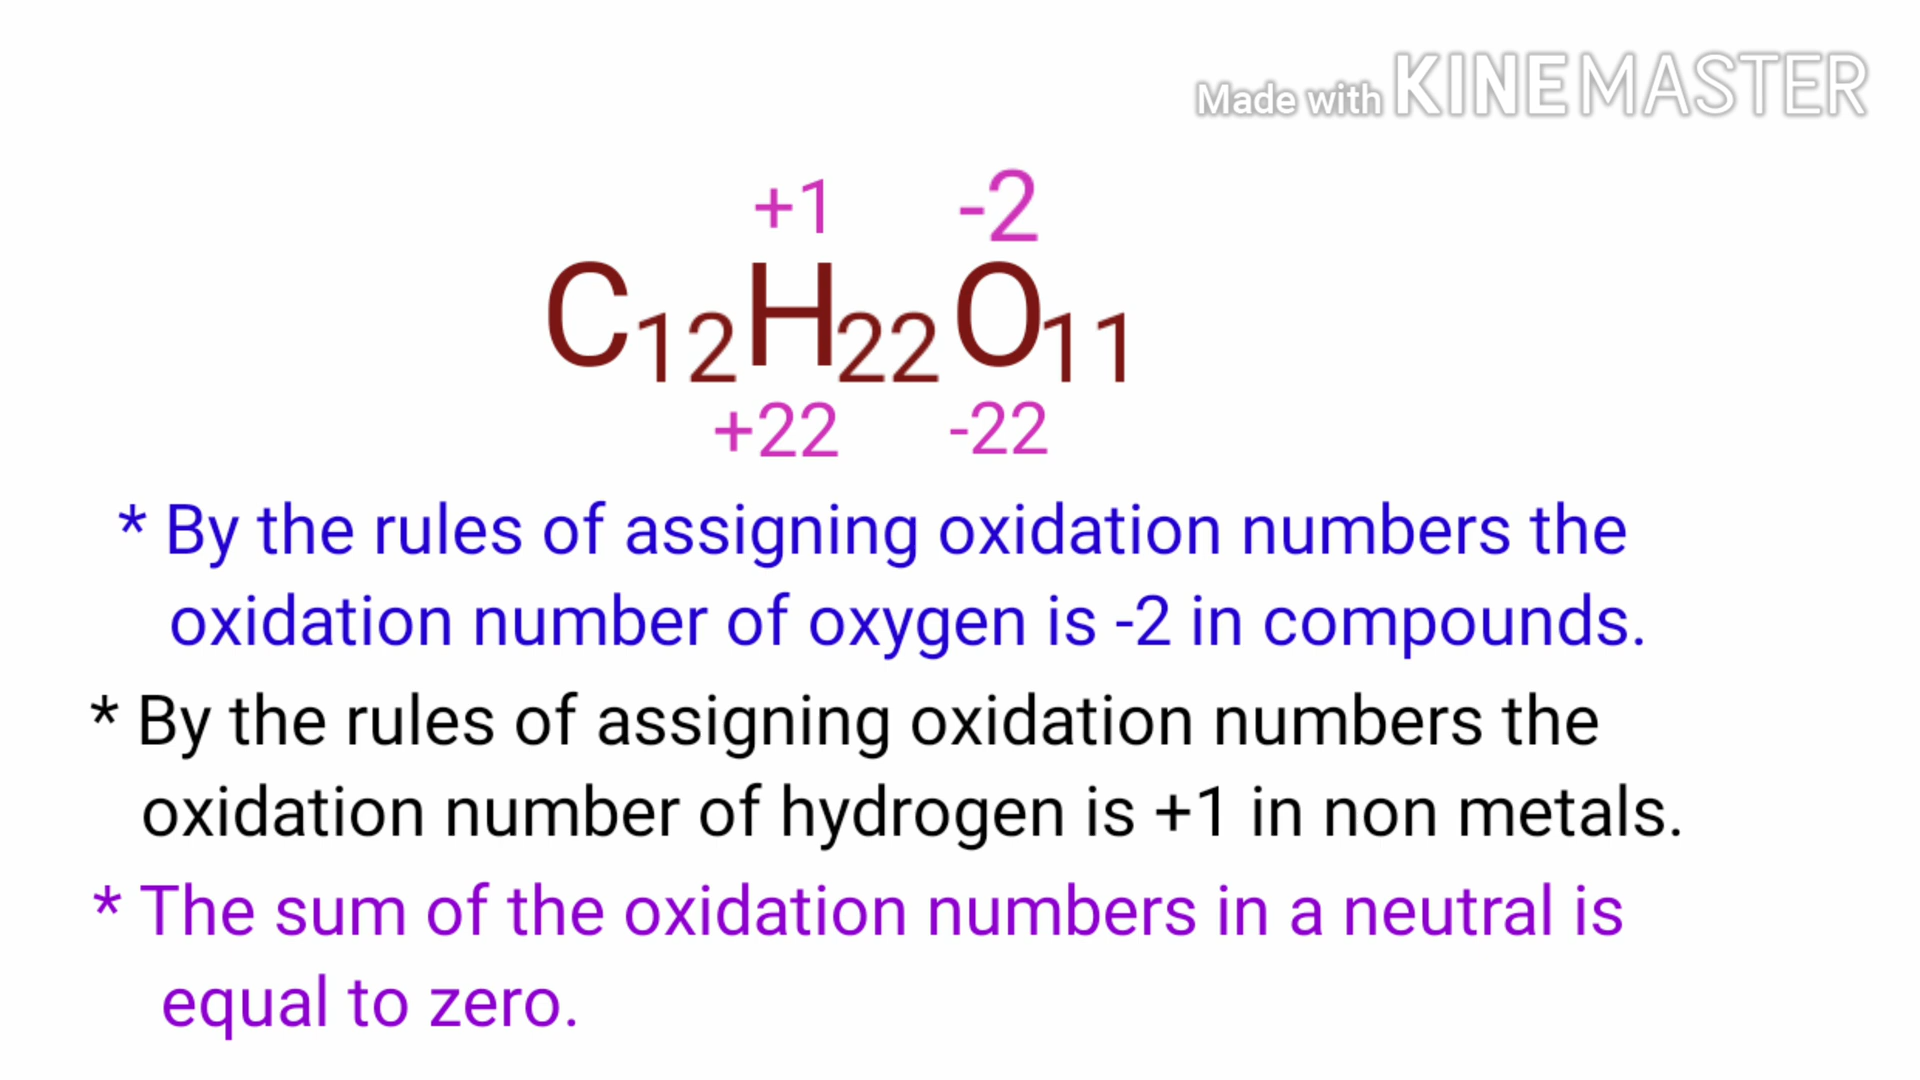 Made with KINEMASTER
+1 -2
C12H22O11
+22 -22
* By the rules of assigning oxidation numbers the
oxidation number of oxygen is -2 in compounds.
* By the rules of assigning oxidation numbers the
oxidation number of hydrogen is +1 in non metals.
* The sum of the oxidation numbers in a neutral is
equal to zero.